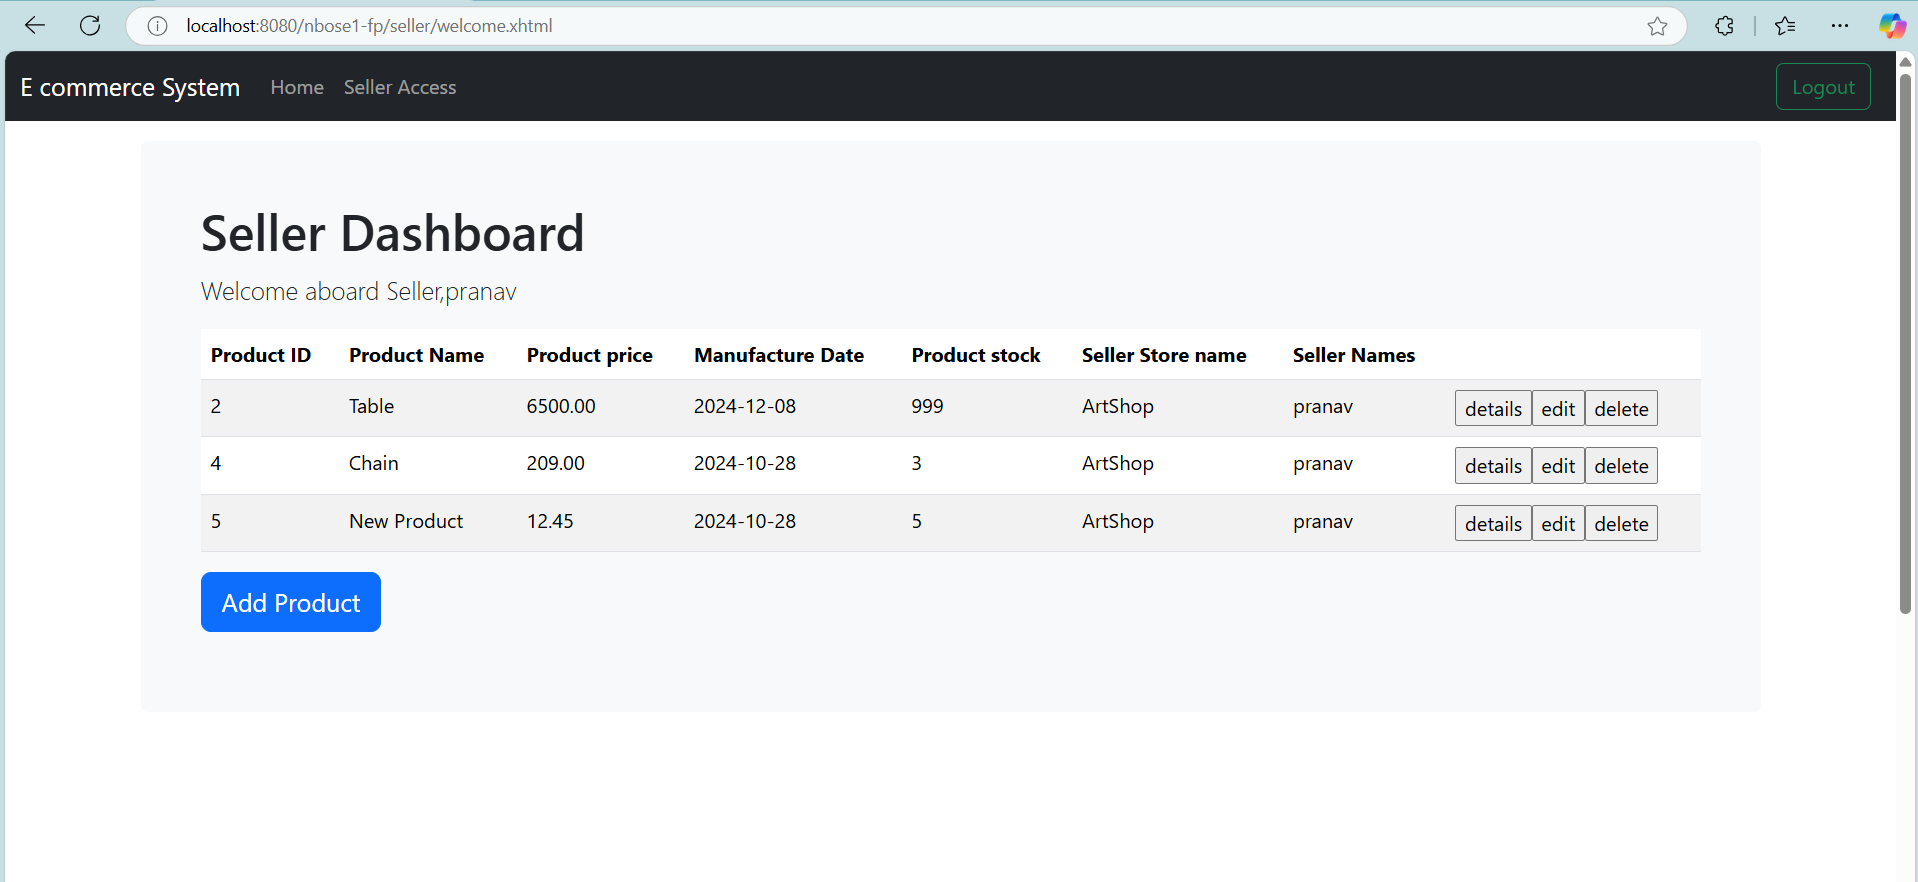 localhost:8080/nbose1-fp/seller/welcome.xhtml
E commerce System Home Seller Access Logout
Seller Dashboard
Welcome aboard Seller,pranav
Product ID Product Name Product price Manufacture Date Product stock Seller Store name Seller Names
2 Table 6500.00 2024-12-08 999 ArtShop pranav details edit delete
4 Chain 209.00 2024-10-28 3 ArtShop pranav details edit delete
5 New Product 12.45 2024-10-28 5 ArtShop pranav details edit delete
Add Product